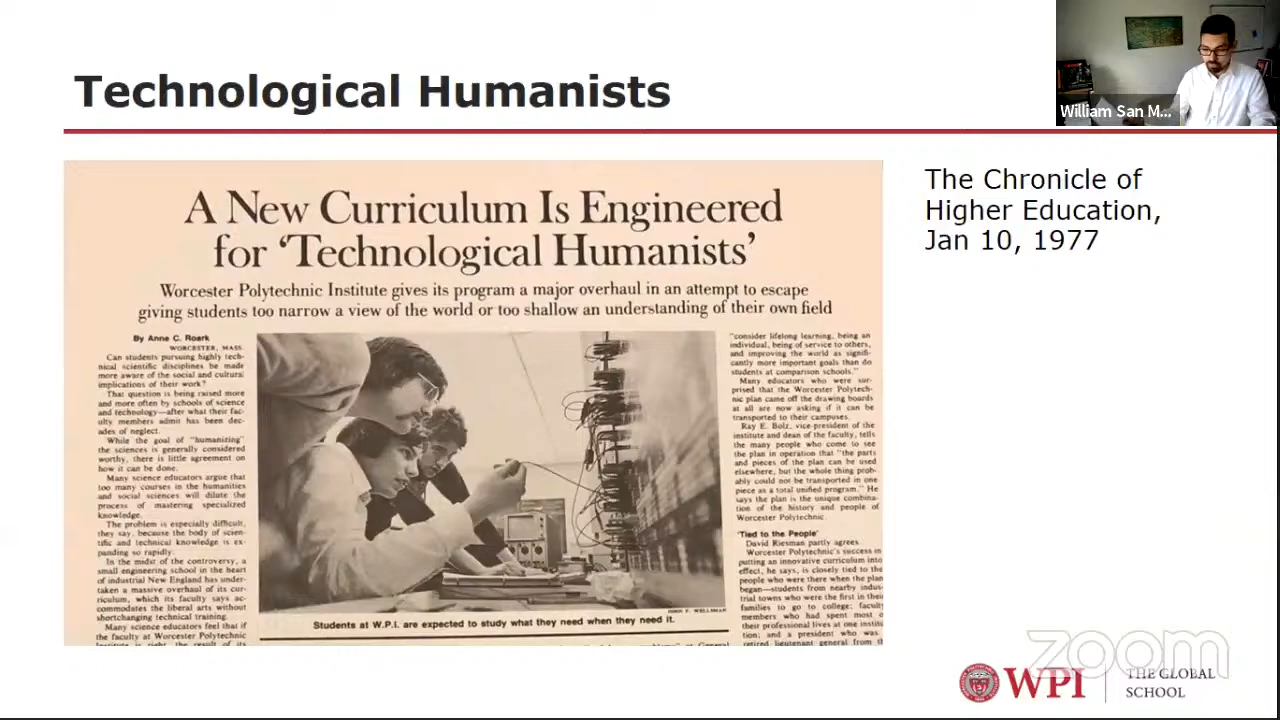 Technological Humanists
William San M...
A New Curriculum Is Engineered
for 'Technological Humanists'
Worcester Polytechnic Institute gives its program a major overhaul in an attempt to escape
giving students too narrow a view of the world or too shallow an understanding of their own field
By Anne C. Roark
WORCESTER, MASS.
Can students pursuing highly tech-
nical scientific disciplines be made
more aware of the social and cultural
implications of their work?
That question is being raised more
and more often by schools of science
and technology—after what their fac-
ulty members admit has been dec-
ades of neglect.
While the goal of "humanizing"
the sciences is generally considered
worthy, there is little agreement on
how it can be done.
Many science educators argue that
too many courses in the humanities
and social sciences will dilute the
process of mastering specialized
knowledge.
The problem is especially difficult,
they say, because the body of scien-
tific and technical knowledge is ex-
panding so rapidly.
In the midst of the controversy, a
small engineering school in the heart
of industrial New England has under-
taken a massive overhaul of its cur-
riculum, which its faculty says ac-
commodates the liberal arts without
shortchanging technical training.
Many science educators feel that if
the faculty at Worcester Polytechnic
Institute is right, the result of its
JOHN F. WELLMAN
Students at W.P.I. are expected to study what they need when they need it.
"consider lifelong learning, being an
individual, being of service to others,
and improving the world as signifi-
cantly more important goals than do
students at comparison schools."
Many educators who were sur-
prised that the Worcester Polytech-
nic plan came off the drawing boards
at all are now asking if it can be
transported to their campuses.
Ray E. Bolz, vice-president of the
institute and dean of the faculty, tells
the many people who come to see
the plan in operation that "the parts
and pieces of the plan can be used
elsewhere, but the whole thing prob-
ably could not be transported in one
piece as a total unified program." He
says the plan is the unique combina-
tion of the history and people of
Worcester Polytechnic.
'Tied to the People'
David Riesman partly agrees.
Worcester Polytechnic's success in
putting an innovative curriculum into
effect, he says, is closely tied to the
people who were there when the plan
began—students from nearby indus-
trial towns who were the first in their
families to go to college; faculty
members who had spent most o
their professional lives at one institu
tion; and a president who was
retired lieutenant general from th
The Chronicle of
Higher Education,
Jan 10, 1977
zoom
WPI
THE GLOBAL
SCHOOL